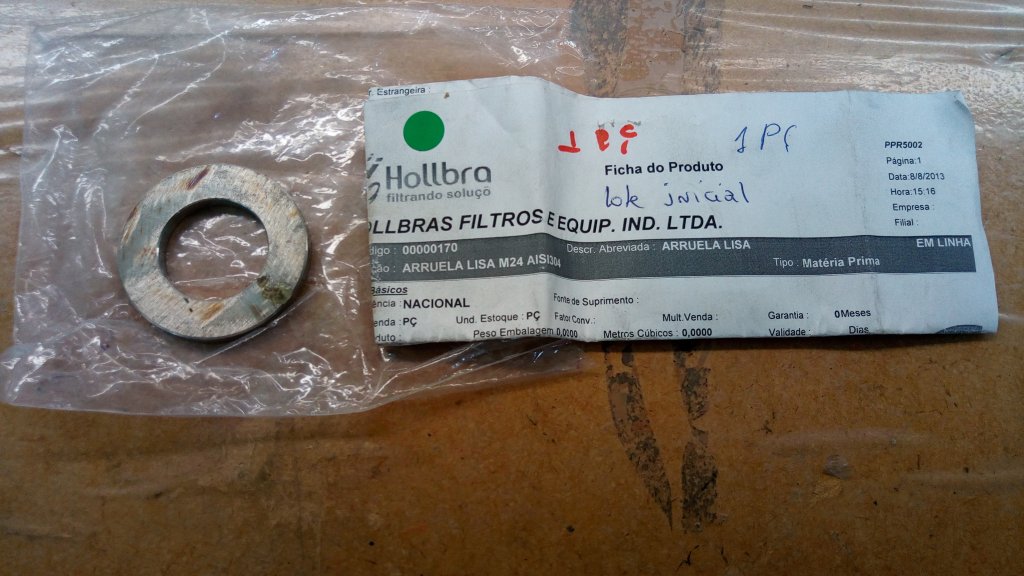 r. Estrangeira :
1 PÇ
1 PÇ
PPR5002
Ficha do Produto
Página:1
Hollbra
filtrando soluçõ
lote inicial
Data:8/8/2013
Hora:15:16
Empresa :
Filial :
OLLBRAS FILTROS E EQUIP. IND. LTDA.
digo : 00000170 Descr. Abreviada : ARRUELA LISA EM LINHA
ção : ARRUELA LISA M24 AISI304 Tipo : Matéria Prima
Básicos
ência : NACIONAL Fonte de Suprimento :
enda : PÇ Und. Estoque : PÇ Fator Conv.: Mult.Venda : Garantia : 0Meses
duto : Peso Embalagem 0,0000 Metros Cúbicos : 0,0000 Validade : Dias